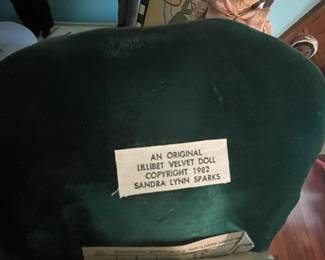 AN ORIGINAL
LILLIBET VELVET DOLL
COPYRIGHT 1982
SANDRA LYNN SPARKS